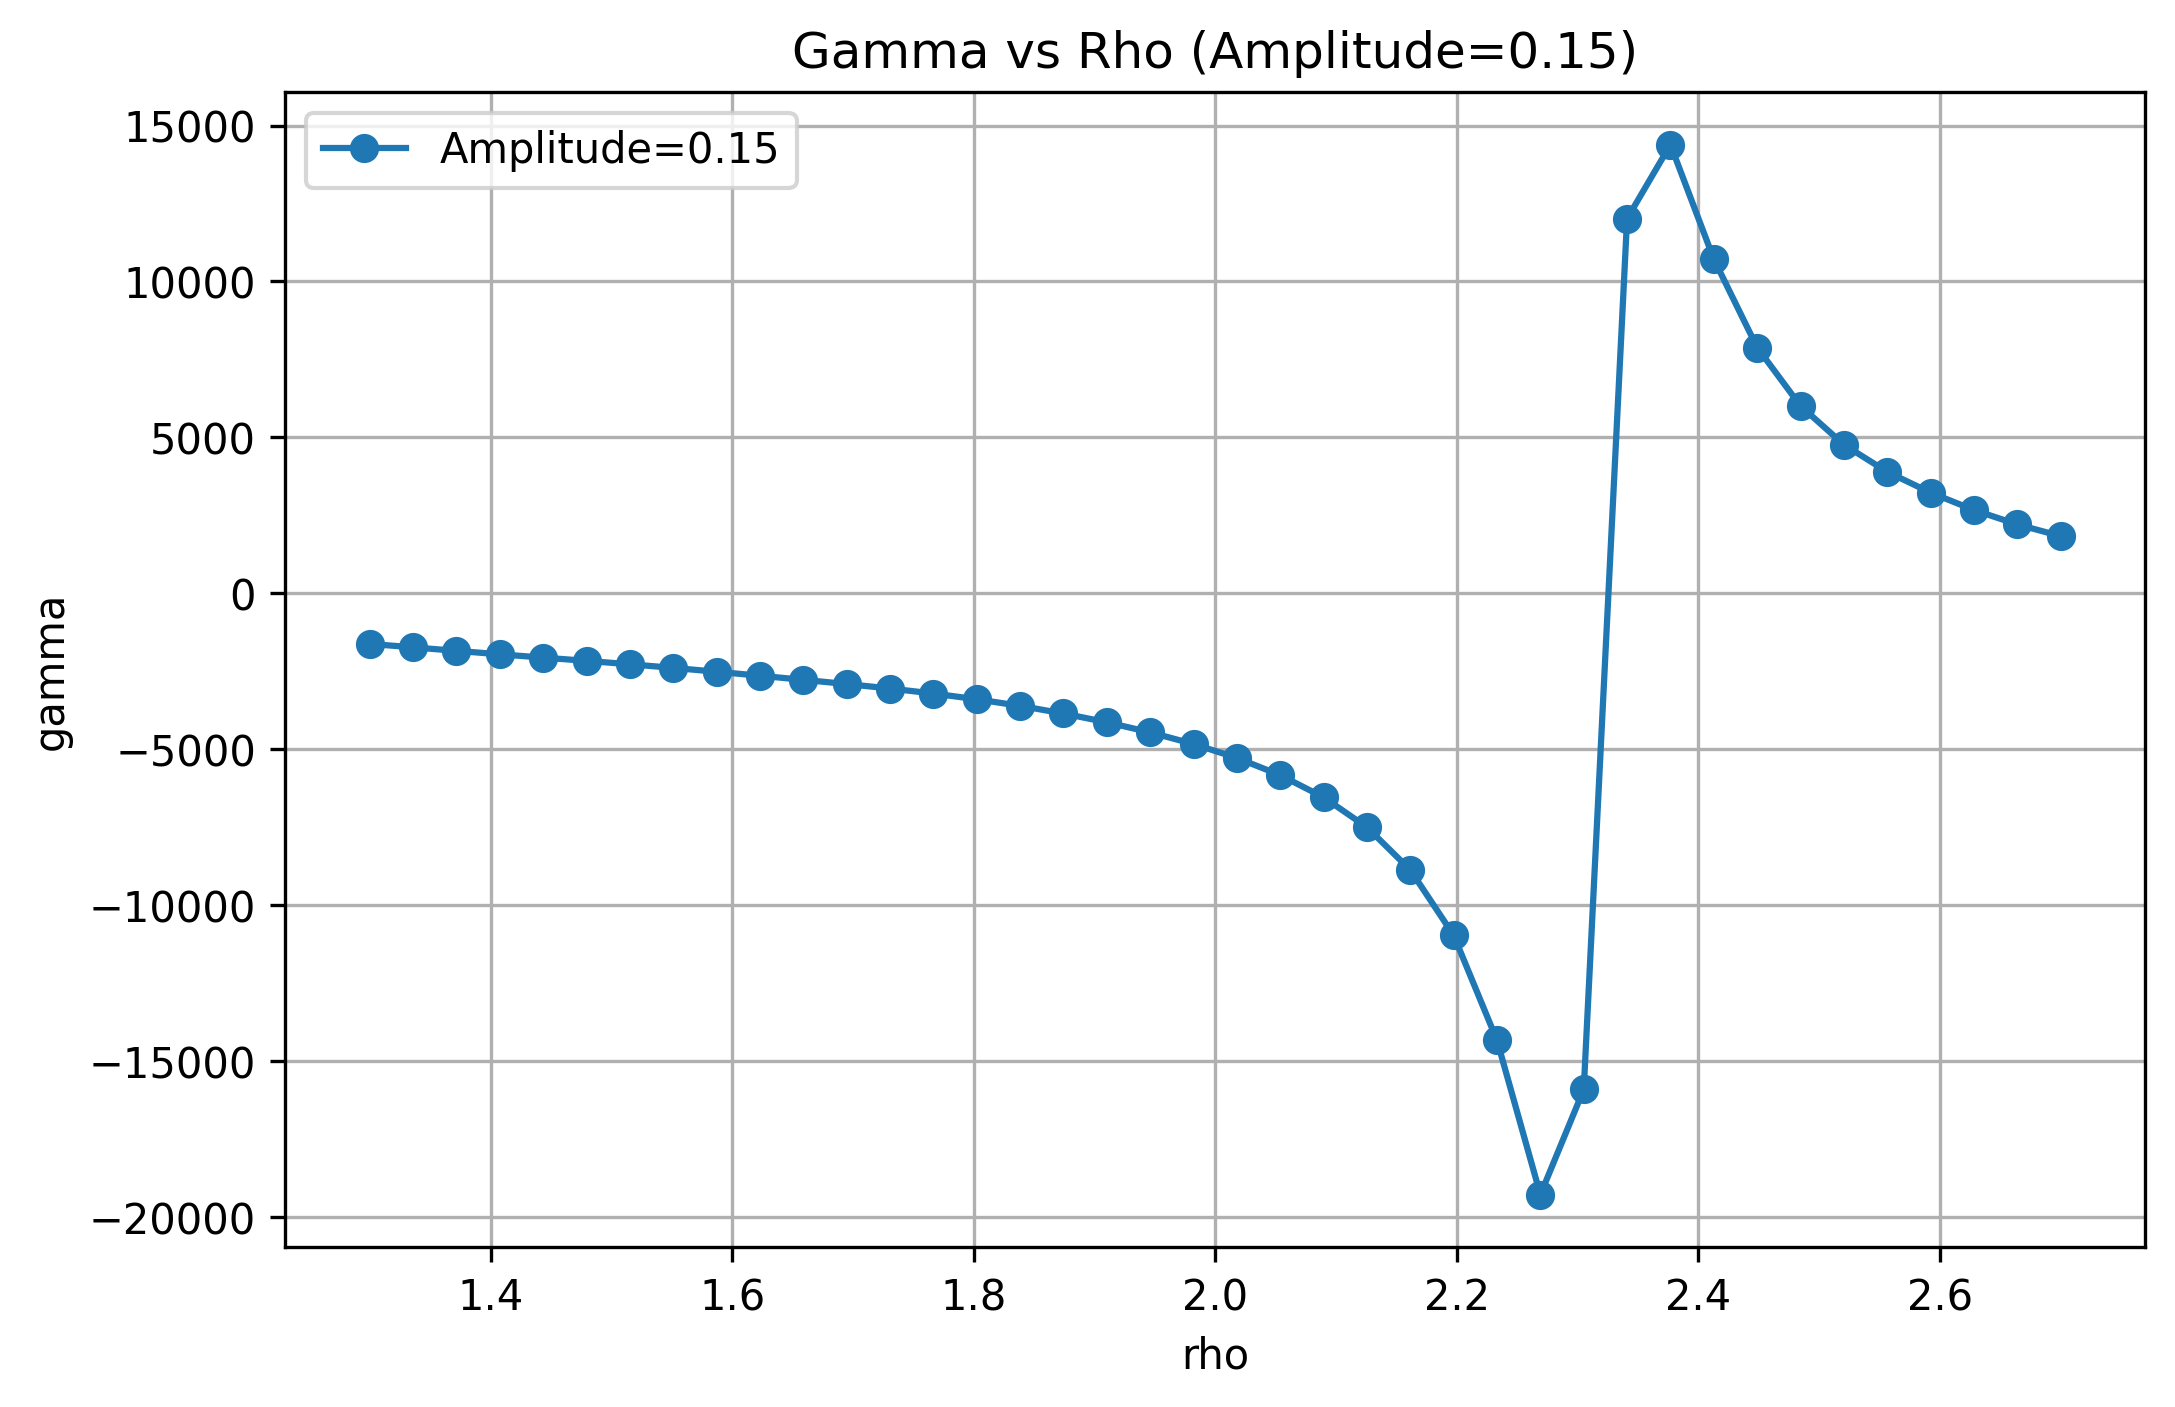 Gamma vs Rho (Amplitude=0.15)
Amplitude=0.15
15000
10000
5000
0
−5000
−10000
−15000
−20000
gamma
1.4 1.6 1.8 2.0 2.2 2.4 2.6
rho